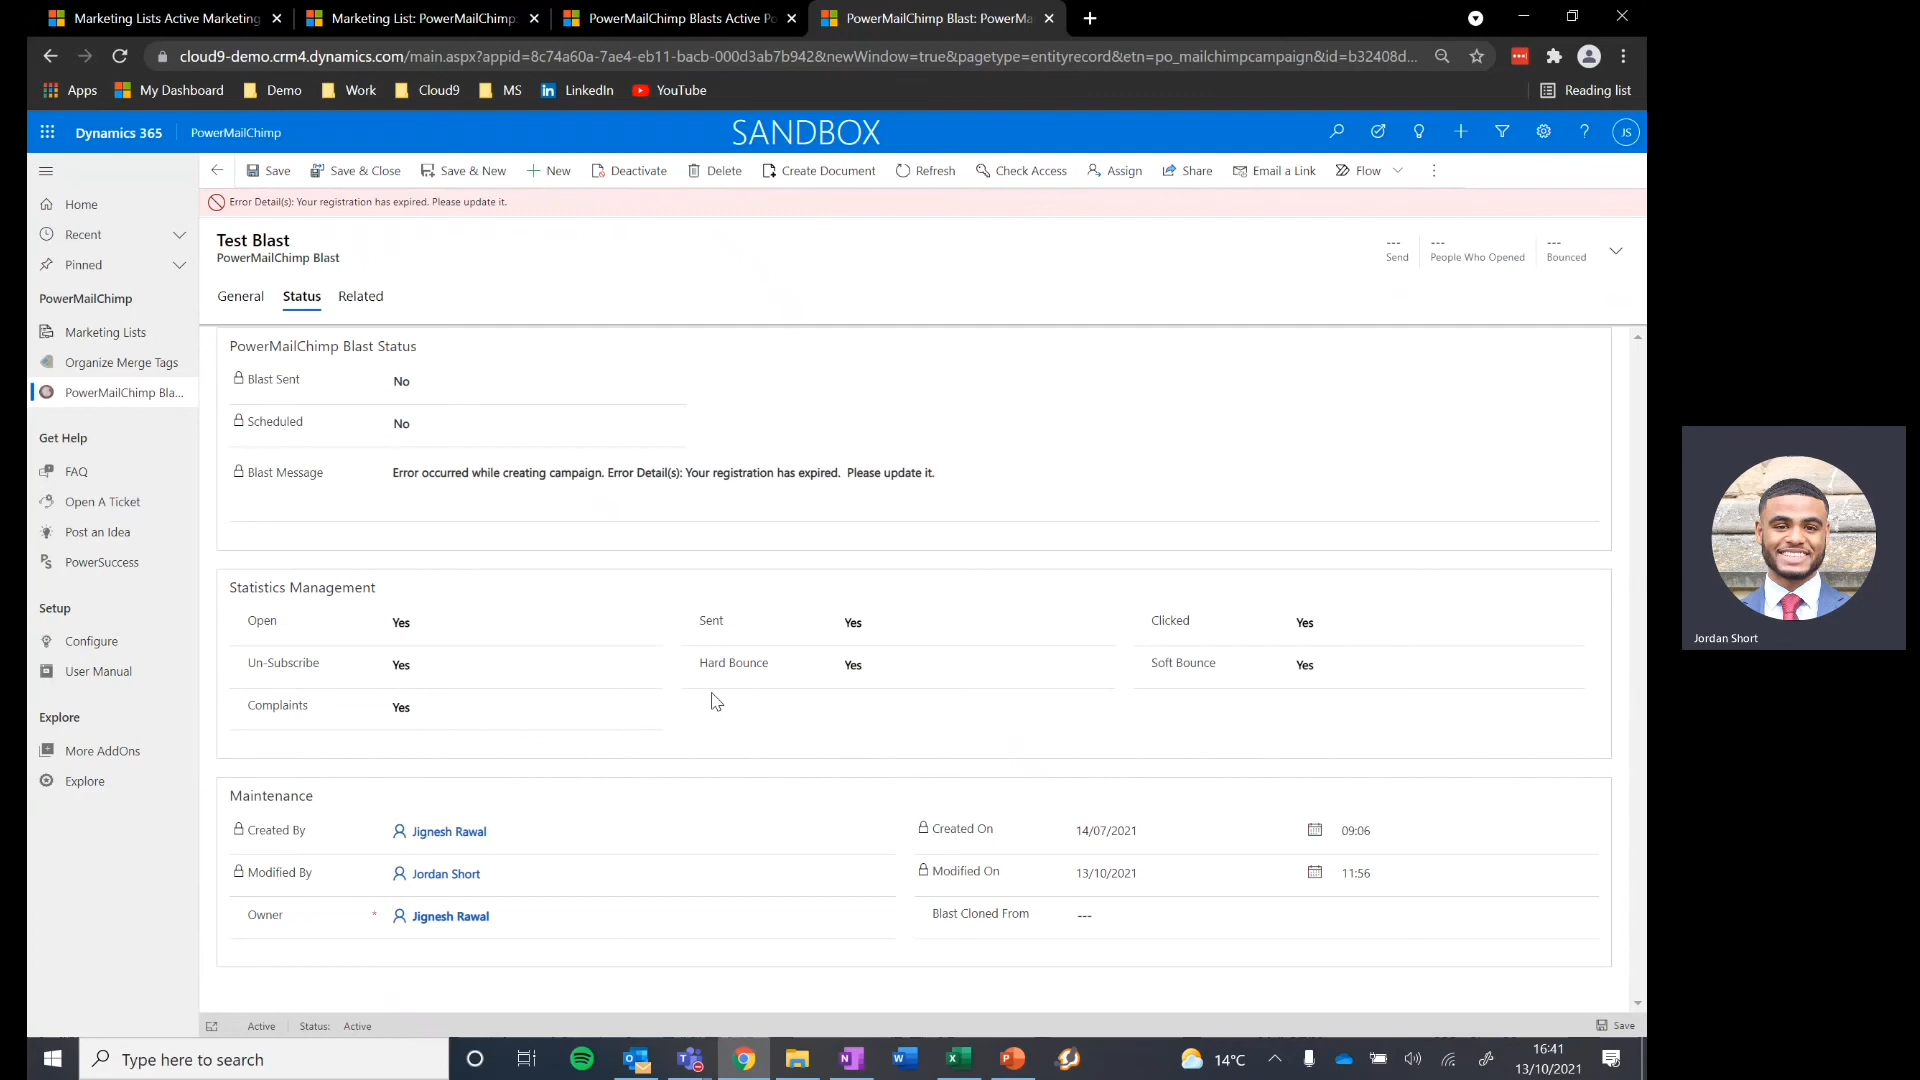 Marketing Lists Active Marketing
Marketing List: PowerMailChimp:
PowerMailChimp Blasts Active Po
PowerMailChimp Blast: PowerMa
cloud9-demo.crm4.dynamics.com/main.aspx?appid=8c74a60a-7ae4-eb11-bacb-000d3ab7b942&newWindow=true&pagetype=entityrecord&etn=po_mailchimpcampaign&id=b32408d...
Apps My Dashboard Demo Work Cloud9 MS LinkedIn YouTube Reading list
Dynamics 365 PowerMailChimp SANDBOX JS
Save Save & Close Save & New New Deactivate Delete Create Document Refresh Check Access Assign Share Email a Link Flow
Error Detail(s): Your registration has expired. Please update it.
Home
Recent
Pinned
PowerMailChimp
Marketing Lists
Organize Merge Tags
PowerMailChimp Bla...
Get Help
FAQ
Open A Ticket
Post an Idea
PowerSuccess
Setup
Configure
User Manual
Explore
More AddOns
Explore
Test Blast
PowerMailChimp Blast
--- --- ---
Send People Who Opened Bounced
General Status Related
PowerMailChimp Blast Status
Blast Sent No
Scheduled No
Blast Message Error occurred while creating campaign. Error Detail(s): Your registration has expired. Please update it.
Statistics Management
Open Yes Sent Yes Clicked Yes
Un-Subscribe Yes Hard Bounce Yes Soft Bounce Yes
Complaints Yes
Maintenance
Created By Jignesh Rawal Created On 14/07/2021 09:06
Modified By Jordan Short Modified On 13/10/2021 11:56
Owner * Jignesh Rawal Blast Cloned From ---
Active Status: Active Save
Type here to search 14°C 16:41
13/10/2021
Jordan Short